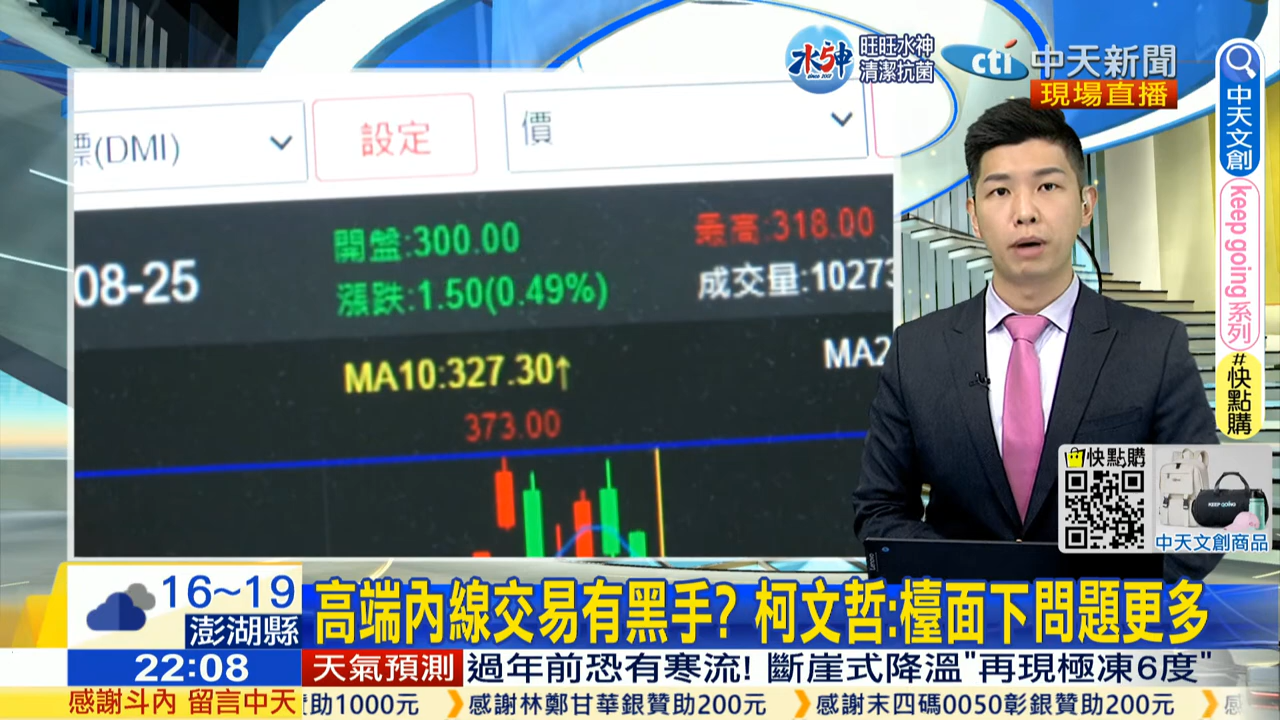 水神
since 2007
旺旺水神
清潔抗菌
cti 中天新聞
現場直播
中天文創
keep going系列
#快點購
標(DMI)
設定
價
08-25
開盤:300.00
最高:318.00
漲跌:1.50(0.49%)
成交量:10273
MA10:327.30↑
MA2
373.00
快點購
KEEP GOING
中天文創商品
Lenovo
16~19
澎湖縣
高端內線交易有黑手? 柯文哲:檯面下問題更多
22:08
天氣預測 過年前恐有寒流! 斷崖式降溫"再現極凍6度"
感謝斗內 留言中天 助1000元 感謝林鄭甘華銀贊助200元 感謝末四碼0050彰銀贊助200元